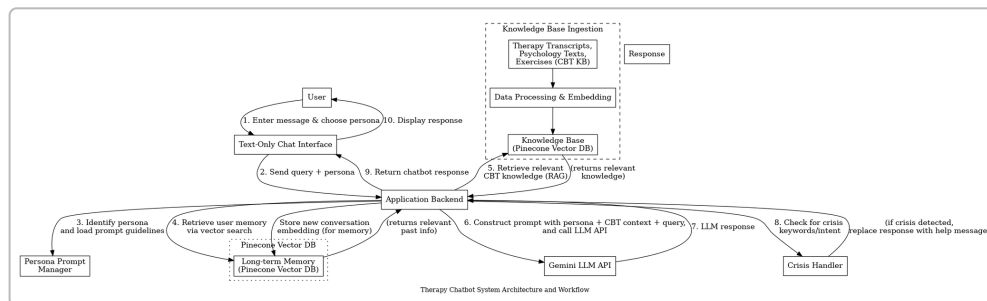 Knowledge Base Ingestion
Therapy Transcripts,
Psychology Texts,
Exercises (CBT KB)
Response
Data Processing & Embedding
User
1. Enter message & choose persona
10. Display response
Text-Only Chat Interface
Knowledge Base
(Pinecone Vector DB)
2. Send query + persona
9. Return chatbot response
5. Retrieve relevant
CBT knowledge (RAG)
(returns relevant
knowledge)
Application Backend
3. Identify persona
and load prompt guidelines
4. Retrieve user memory
via vector search
Store new conversation
embedding (for memory)
(returns relevant
past info)
6. Construct prompt with persona + CBT context + query,
and call LLM API
7. LLM response
8. Check for crisis
keywords/intent
(if crisis detected,
replace response with help message
Pinecone Vector DB
Persona Prompt
Manager
Long-term Memory
(Pinecone Vector DB)
Gemini LLM API
Crisis Handler
Therapy Chatbot System Architecture and Workflow